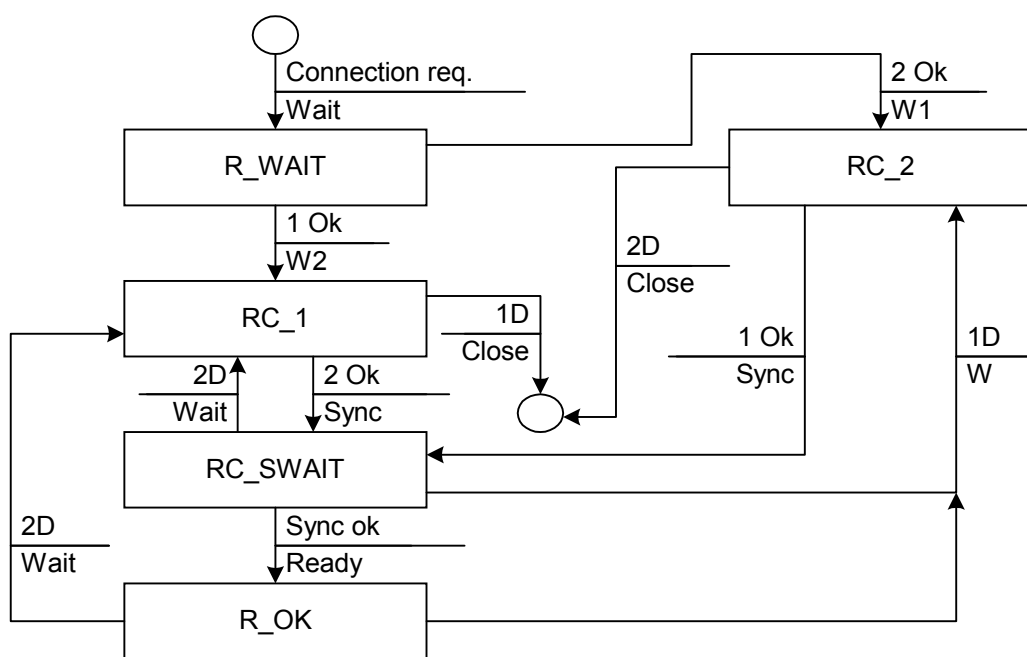 Connection req.
Wait
2 Ok
W1
R_WAIT
RC_2
1 Ok
W2
2D
Close
RC_1
1D
Close
1 Ok
Sync
1D
W
2D
Wait
2 Ok
Sync
RC_SWAIT
2D
Wait
Sync ok
Ready
R_OK